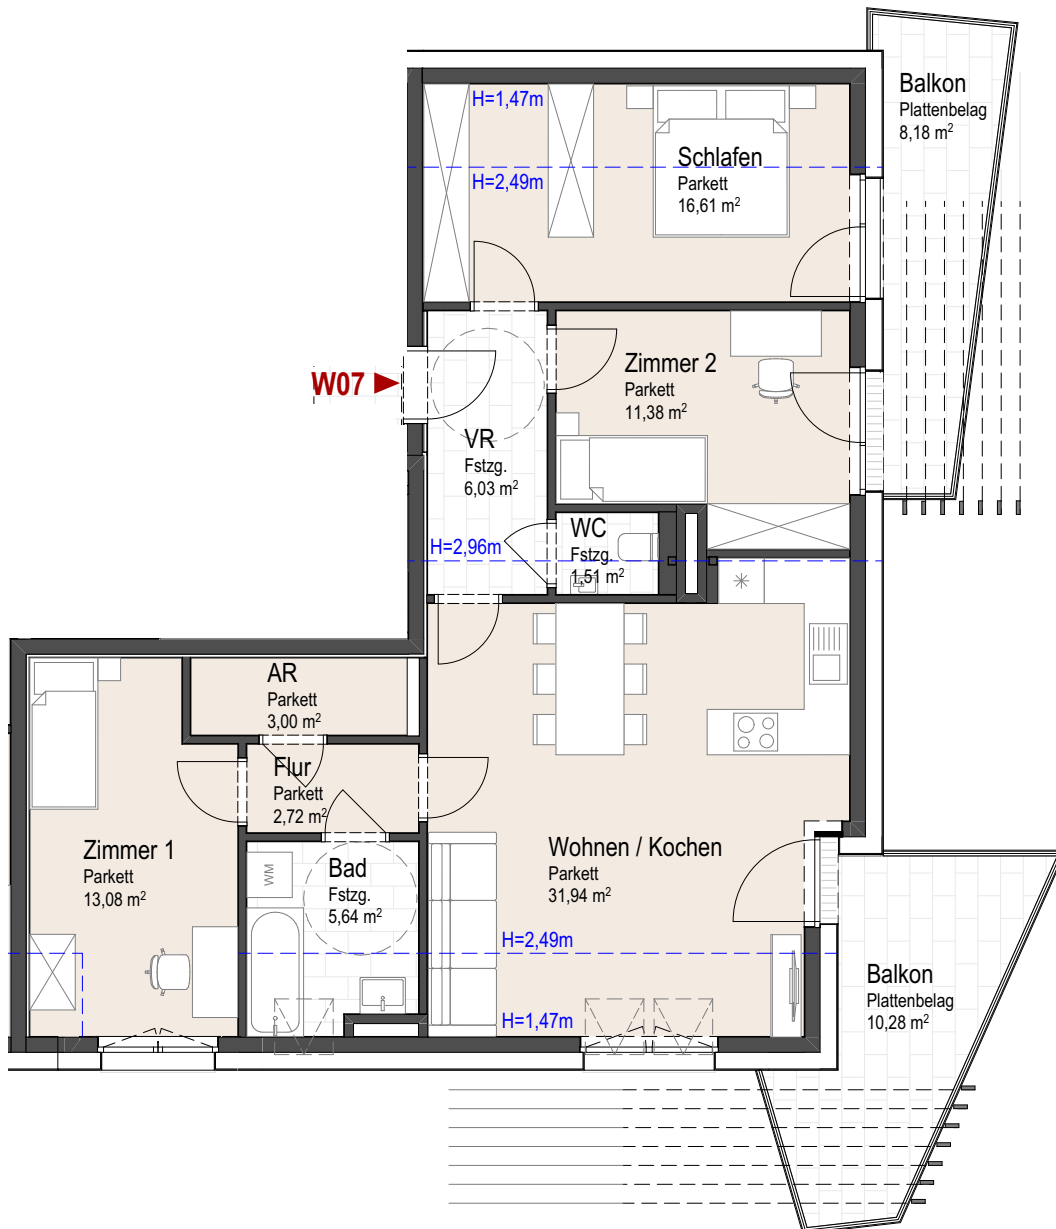 H=1,47m
Balkon
Plattenbelag
8,18 m²
Schlafen
Parkett
16,61 m²
H=2,49m
W07
Zimmer 2
Parkett
11,38 m²
VR
Fstzg.
6,03 m²
WC
Fstzg.
1,51 m²
H=2,96m
AR
Parkett
3,00 m²
Flur
Parkett
2,72 m²
Zimmer 1
Parkett
13,08 m²
WM
Bad
Fstzg.
5,64 m²
Wohnen / Kochen
Parkett
31,94 m²
H=2,49m
H=1,47m
Balkon
Plattenbelag
10,28 m²